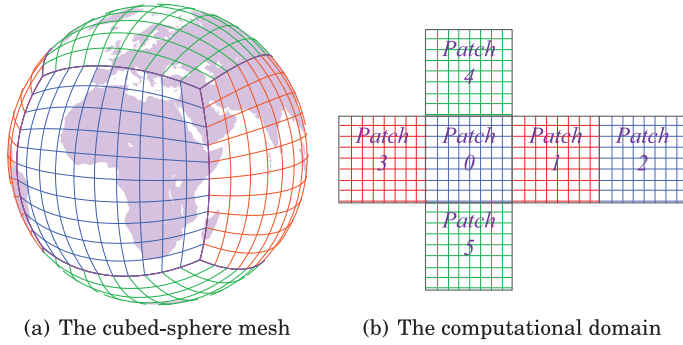 Patch
4
Patch
3
Patch
0
Patch
1
Patch
2
Patch
5
(a) The cubed-sphere mesh
(b) The computational domain